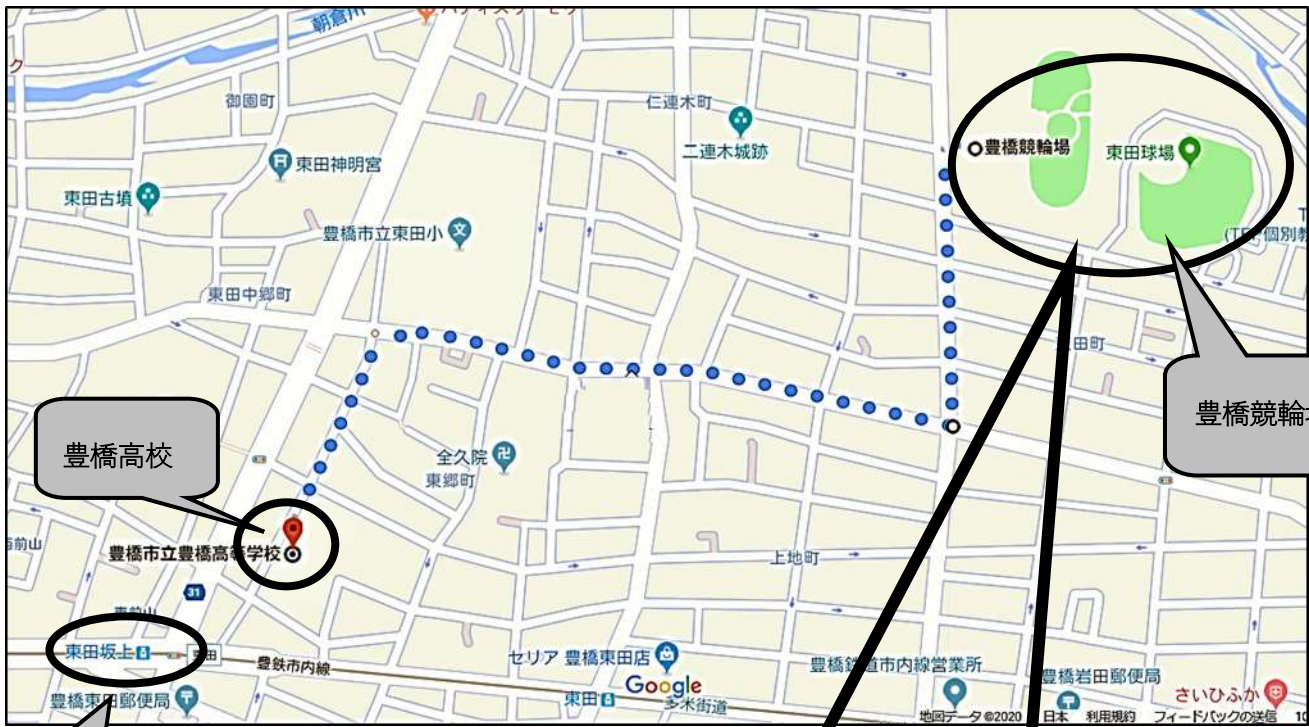 朝倉川
ク
御園町
仁連木町
二連木城跡
豊橋競輪場
東田球場
東田神明宮
東田古墳
豊橋市立東田小
東田中郷町
豊橋高校
全久院
東郷町
豊橋競輪
豊橋市立豊橋高等学校
上地町
31
東田坂上
豊鉄市内線
セリア 豊橋東田店
豊橋鉄道市内線営業所
豊橋岩田郵便局
さいひふか
豊橋東田郵便局
東田
Google
多米街道
地図データ ©2020
日本
利用規約
フィードバックの送信